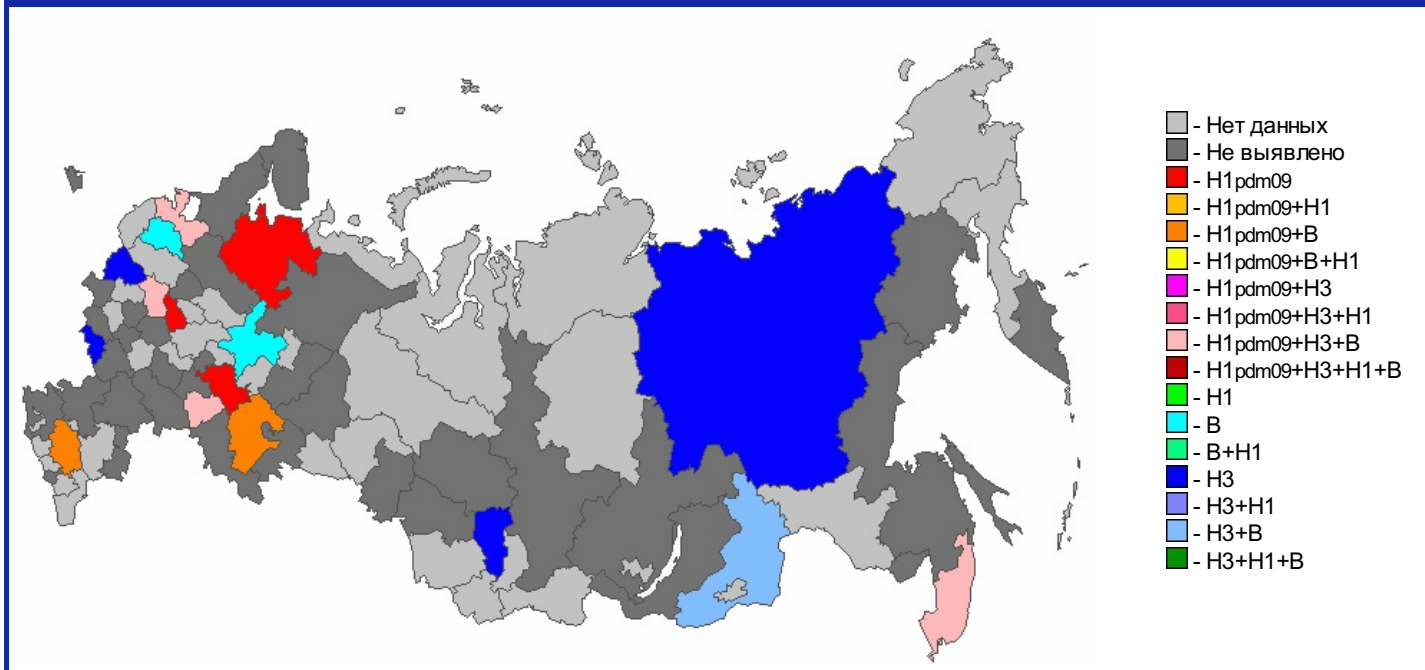 - Нет данных
- Не выявлено
- H1pdm09
- H1pdm09+H1
- H1pdm09+B
- H1pdm09+B+H1
- H1pdm09+H3
- H1pdm09+H3+H1
- H1pdm09+H3+B
- H1pdm09+H3+H1+B
- H1
- B
- B+H1
- H3
- H3+H1
- H3+B
- H3+H1+B